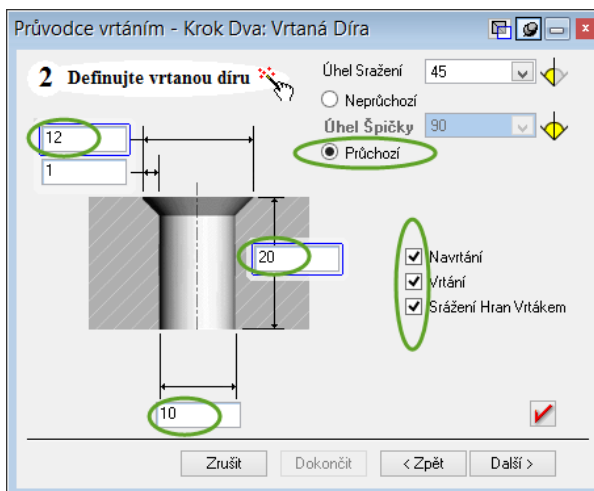 Průvodce vrtáním - Krok Dva: Vrtaná Díra
2 Definujte vrtanou díru
Úhel Sražení 45
Neprůchozí
Úhel Špičky 90
Průchozí
12
1
20
10
Navrtání
Vrtání
Srážení Hran Vrtákem
Zrušit Dokončit < Zpět Další >